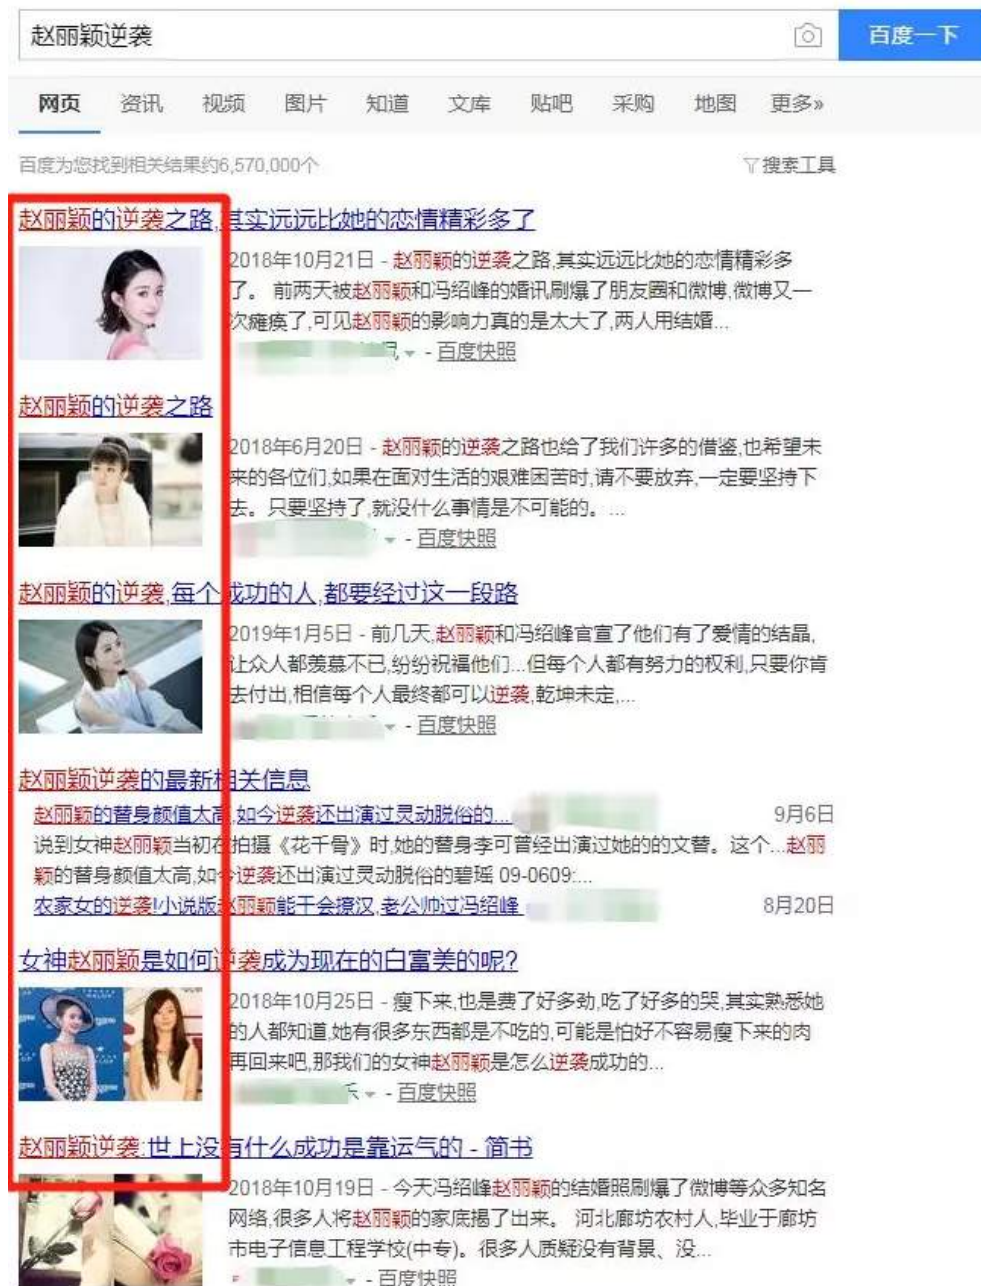 赵丽颖逆袭
百度一下
网页 资讯 视频 图片 知道 文库 贴吧 采购 地图 更多»
百度为您找到相关结果约6,570,000个 搜索工具
赵丽颖的逆袭之路,其实远远比她的恋情精彩多了
2018年10月21日 - 赵丽颖的逆袭之路,其实远远比她的恋情精彩多
了。 前两天被赵丽颖和冯绍峰的婚讯刷爆了朋友圈和微博,微博又一
次瘫痪了,可见赵丽颖的影响力真的是太大了,两人用结婚...
- 百度快照
赵丽颖的逆袭之路
2018年6月20日 - 赵丽颖的逆袭之路也给了我们许多的借鉴,也希望未
来的各位们,如果在面对生活的艰难困苦时,请不要放弃,一定要坚持下
去。只要坚持了,就没什么事情是不可能的。 ...
- 百度快照
赵丽颖的逆袭,每个成功的人,都要经过这一段路
2019年1月5日 - 前几天,赵丽颖和冯绍峰官宣了他们有了爱情的结晶,
让众人都羡慕不已,纷纷祝福他们...但每个人都有努力的权利,只要你肯
去付出,相信每个人最终都可以逆袭,乾坤未定,...
- 百度快照
赵丽颖逆袭的最新相关信息
赵丽颖的替身颜值太高,如今逆袭还出演过灵动脱俗的... 9月6日
说到女神赵丽颖当初在拍摄《花千骨》时,她的替身李可曾经出演过她的的文替。这个...赵丽
颖的替身颜值太高,如今逆袭还出演过灵动脱俗的碧瑶 09-0609:...
农家女的逆袭!小说版赵丽颖能干会撩汉,老公帅过冯绍峰 8月20日
女神赵丽颖是如何逆袭成为现在的白富美的呢?
2018年10月25日 - 瘦下来,也是费了好多劲,吃了好多的哭,其实熟悉她
的人都知道,她有很多东西都是不吃的,可能是怕好不容易瘦下来的肉
再回来吧,那我们的女神赵丽颖是怎么逆袭成功的...
- 百度快照
赵丽颖逆袭:世上没有什么成功是靠运气的 - 简书
2018年10月19日 - 今天冯绍峰赵丽颖的结婚照刷爆了微博等众多知名
网络,很多人将赵丽颖的家底揭了出来。 河北廊坊农村人,毕业于廊坊
市电子信息工程学校(中专)。很多人质疑没有背景、没...
- 百度快照